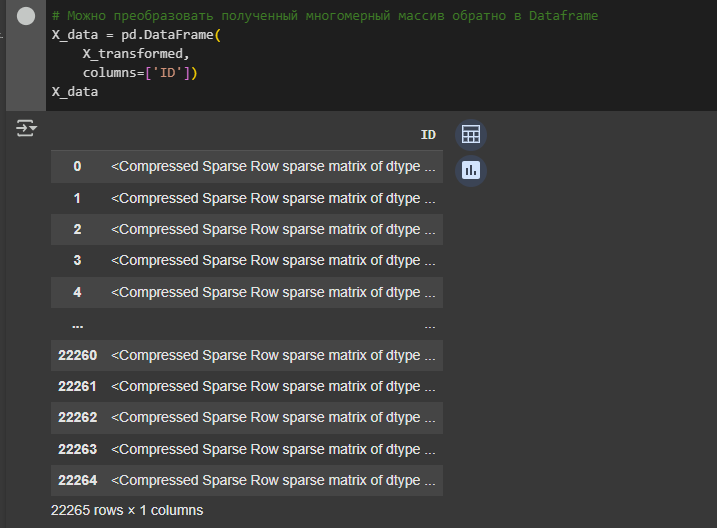 # Можно преобразовать полученный многомерный массив обратно в Dataframe
X_data = pd.DataFrame(
    X_transformed,
    columns=['ID'])
X_data
ID
0 <Compressed Sparse Row sparse matrix of dtype ...
1 <Compressed Sparse Row sparse matrix of dtype ...
2 <Compressed Sparse Row sparse matrix of dtype ...
3 <Compressed Sparse Row sparse matrix of dtype ...
4 <Compressed Sparse Row sparse matrix of dtype ...
... ...
22260 <Compressed Sparse Row sparse matrix of dtype ...
22261 <Compressed Sparse Row sparse matrix of dtype ...
22262 <Compressed Sparse Row sparse matrix of dtype ...
22263 <Compressed Sparse Row sparse matrix of dtype ...
22264 <Compressed Sparse Row sparse matrix of dtype ...
22265 rows × 1 columns